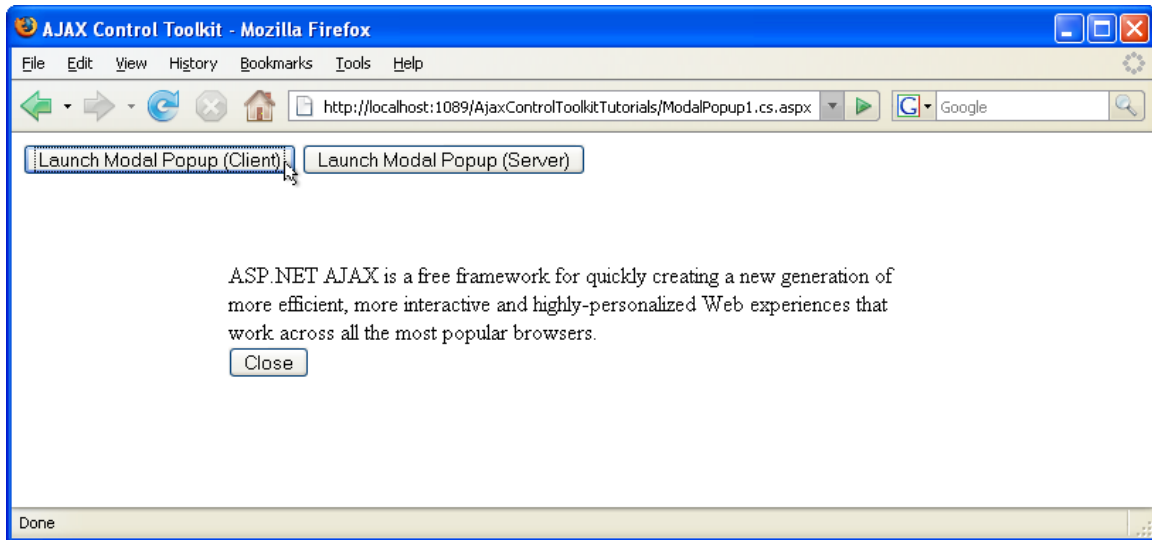 AJAX Control Toolkit - Mozilla Firefox
File Edit View History Bookmarks Tools Help
http://localhost:1089/AjaxControlToolkitTutorials/ModalPopup1.cs.aspx G Google
Launch Modal Popup (Client) Launch Modal Popup (Server)
ASP.NET AJAX is a free framework for quickly creating a new generation of
more efficient, more interactive and highly-personalized Web experiences that
work across all the most popular browsers.
Close
Done